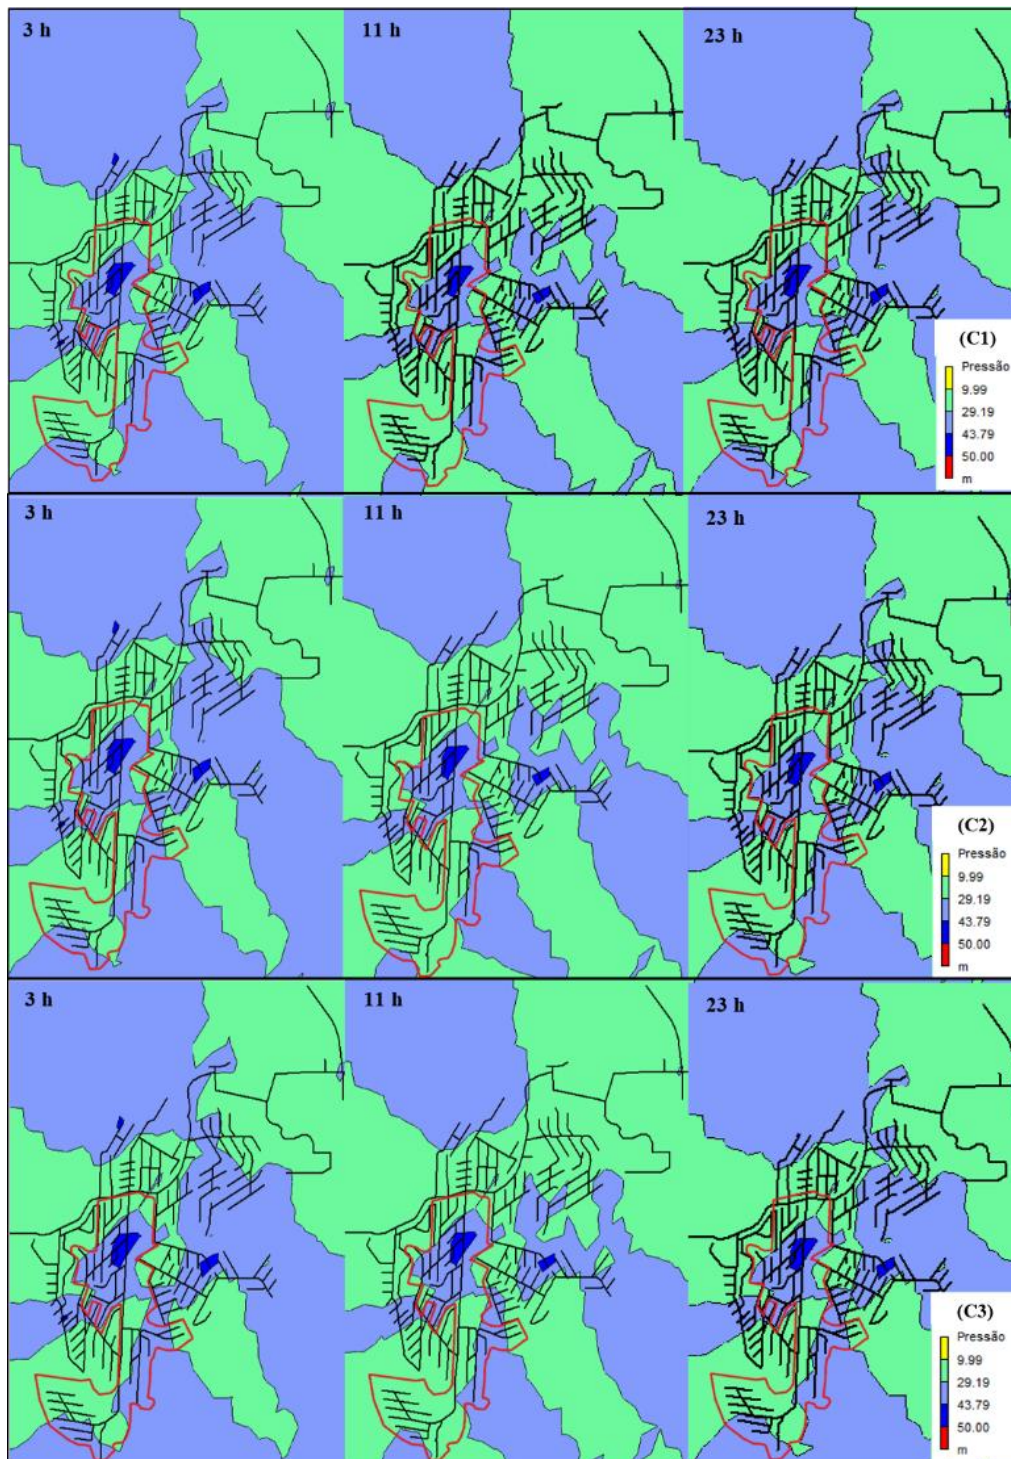 3 h
11 h
23 h
(C1)
Pressão
9.99
29.19
43.79
50.00
m
3 h
11 h
23 h
(C2)
Pressão
9.99
29.19
43.79
50.00
m
3 h
11 h
23 h
(C3)
Pressão
9.99
29.19
43.79
50.00
m